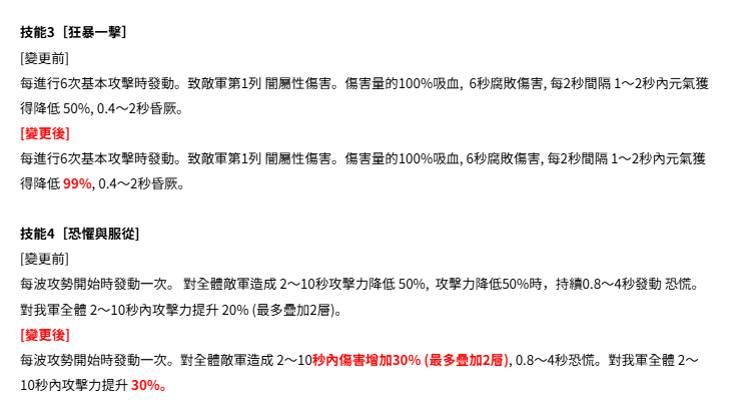 技能3［狂暴一擊］
[變更前]
每進行6次基本攻擊時發動。致敵軍第1列 闇屬性傷害。傷害量的100%吸血, 6秒腐敗傷害, 每2秒間隔 1～2秒內元氣獲
得降低 50%, 0.4～2秒昏厥。
[變更後]
每進行6次基本攻擊時發動。致敵軍第1列 闇屬性傷害。傷害量的100%吸血, 6秒腐敗傷害, 每2秒間隔 1～2秒內元氣獲
得降低 99%, 0.4～2秒昏厥。
技能4［恐懼與服從]
[變更前]
每波攻勢開始時發動一次。 對全體敵軍造成 2～10秒攻擊力降低 50%, 攻擊力降低50%時，持續0.8～4秒發動 恐慌。
對我軍全體 2～10秒內攻擊力提升 20% (最多疊加2層)。
[變更後]
每波攻勢開始時發動一次。對全體敵軍造成 2～10秒內傷害增加30% (最多疊加2層), 0.8～4秒恐慌。對我軍全體 2～
10秒內攻擊力提升 30%。